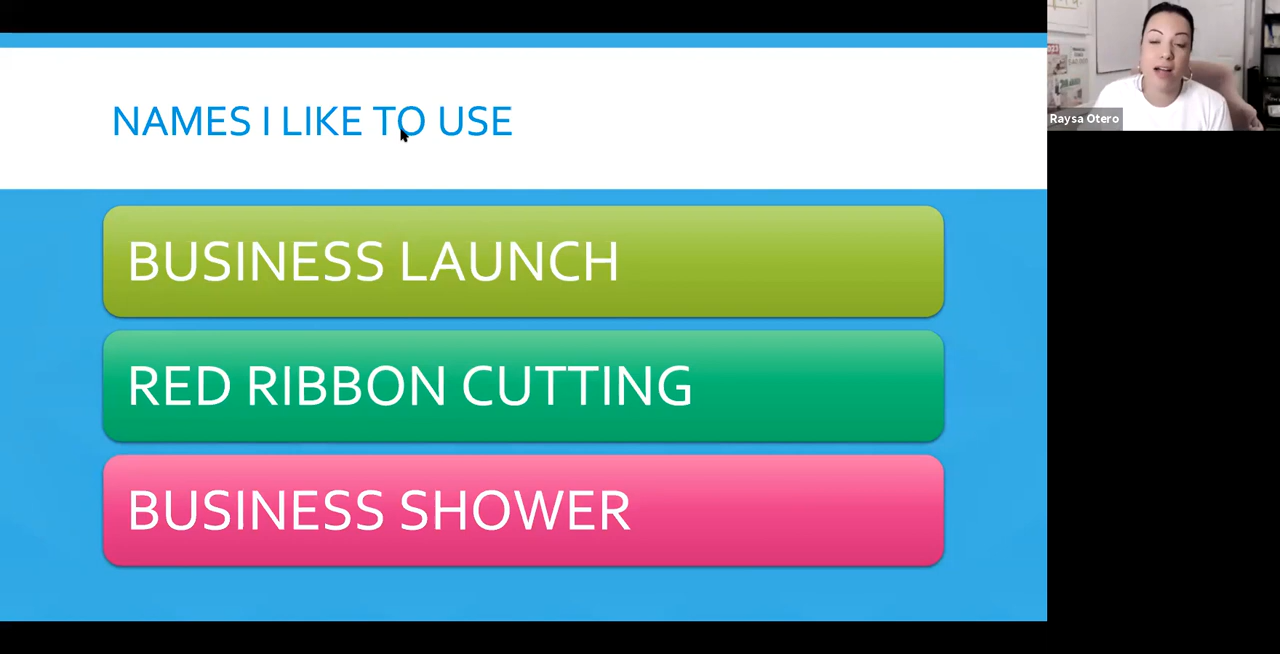 NAMES I LIKE TO USE
Raysa Otero
BUSINESS LAUNCH
RED RIBBON CUTTING
BUSINESS SHOWER